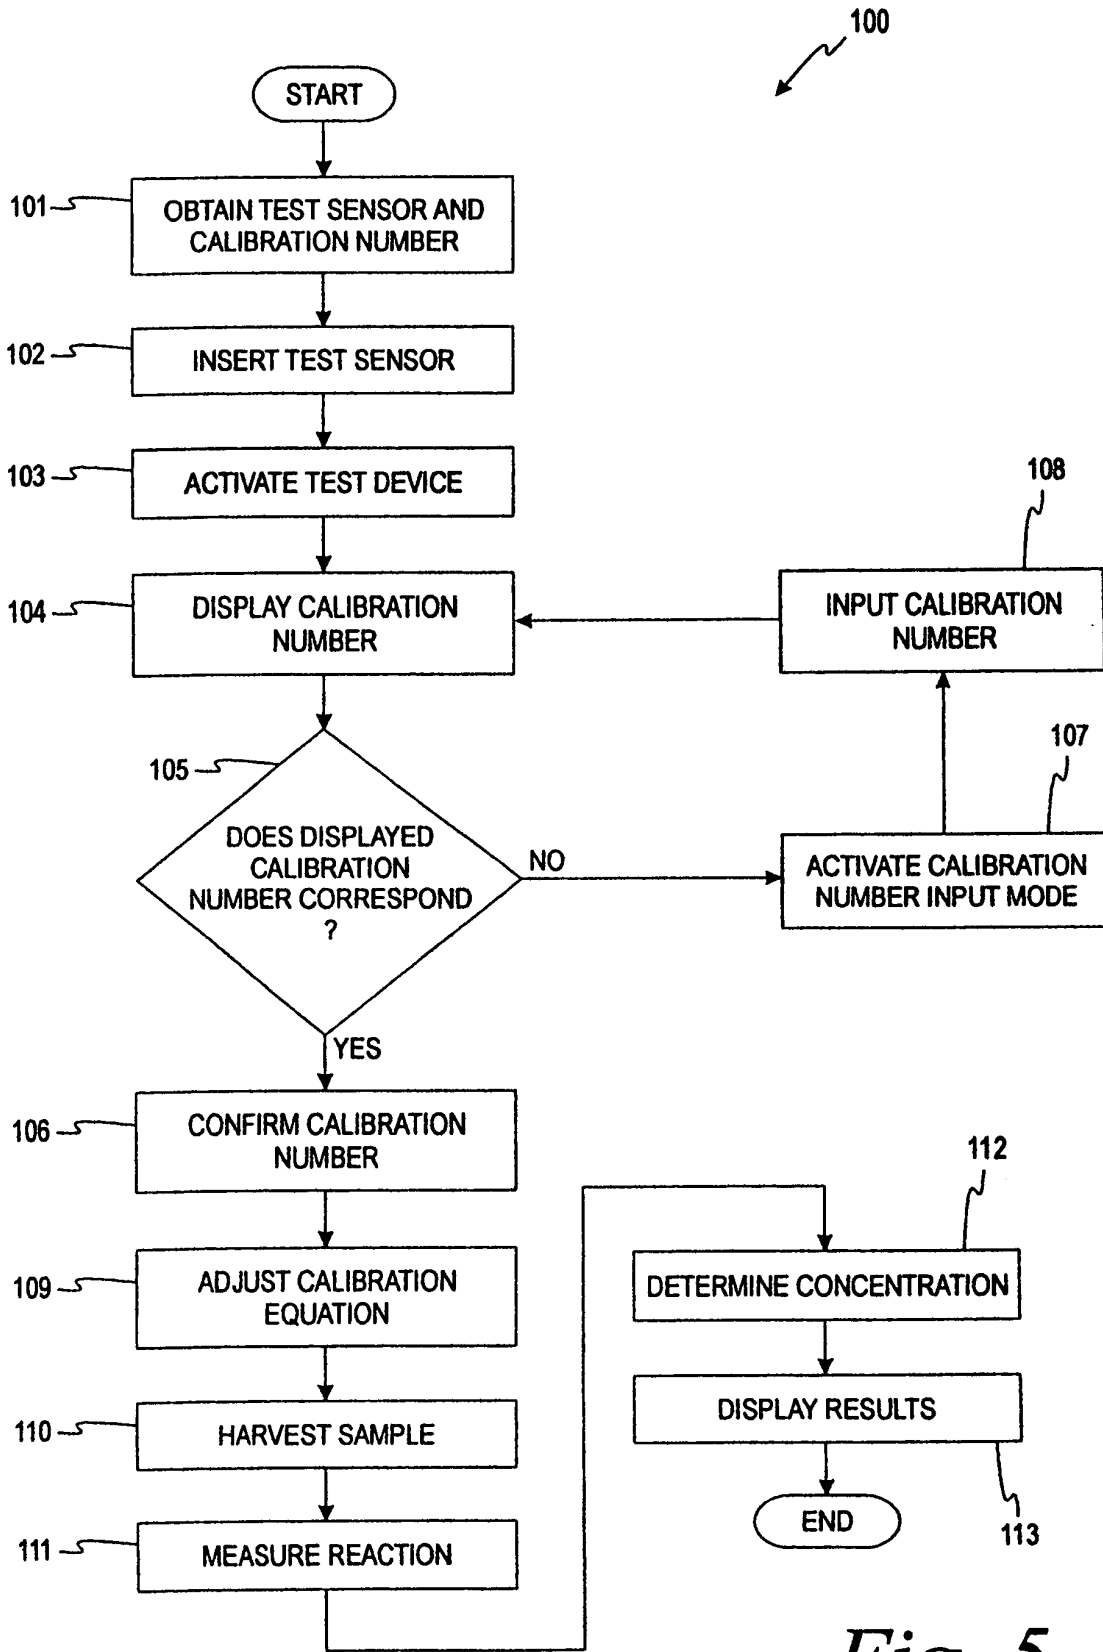 100
START
101
OBTAIN TEST SENSOR AND
CALIBRATION NUMBER
102
INSERT TEST SENSOR
103
ACTIVATE TEST DEVICE
104
DISPLAY CALIBRATION
NUMBER
108
INPUT CALIBRATION
NUMBER
105
DOES DISPLAYED
CALIBRATION
NUMBER CORRESPOND
?
NO
107
ACTIVATE CALIBRATION
NUMBER INPUT MODE
YES
106
CONFIRM CALIBRATION
NUMBER
109
ADJUST CALIBRATION
EQUATION
110
HARVEST SAMPLE
111
MEASURE REACTION
112
DETERMINE CONCENTRATION
DISPLAY RESULTS
113
END
Fig. 5